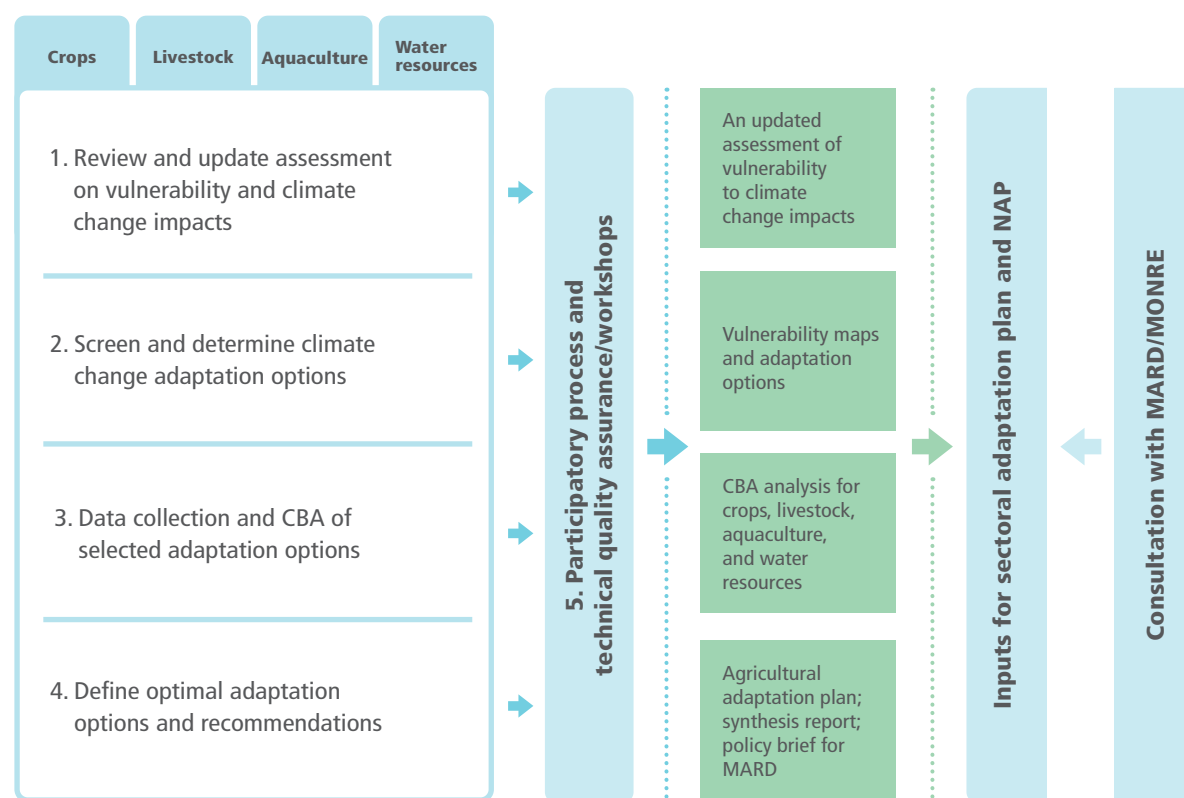 Crops
Livestock
Aquaculture
Water
resources
1. Review and update assessment
on vulnerability and climate
change impacts
2. Screen and determine climate
change adaptation options
3. Data collection and CBA of
selected adaptation options
4. Define optimal adaptation
options and recommendations
5. Participatory process and
technical quality assurance/workshops
An updated
assessment of
vulnerability
to climate
change impacts
Vulnerability maps
and adaptation
options
CBA analysis for
crops, livestock,
aquaculture,
and water
resources
Agricultural
adaptation plan;
synthesis report;
policy brief for
MARD
Inputs for sectoral adaptation plan and NAP
Consultation with MARD/MONRE